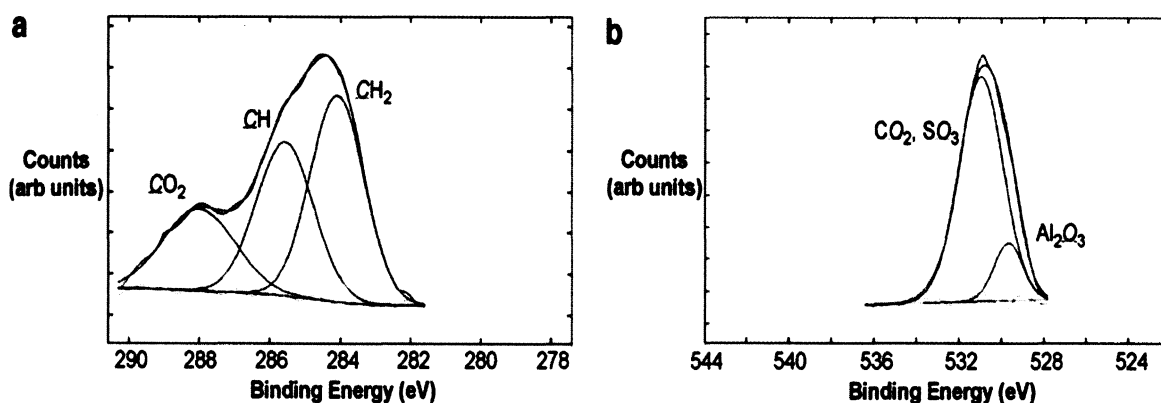 a
Counts
(arb units)
CO₂
CH
CH₂
290 288 286 284 282 280 278
Binding Energy (eV)
b
Counts
(arb units)
CO₂, SO₃
Al₂O₃
544 540 536 532 528 524
Binding Energy (eV)